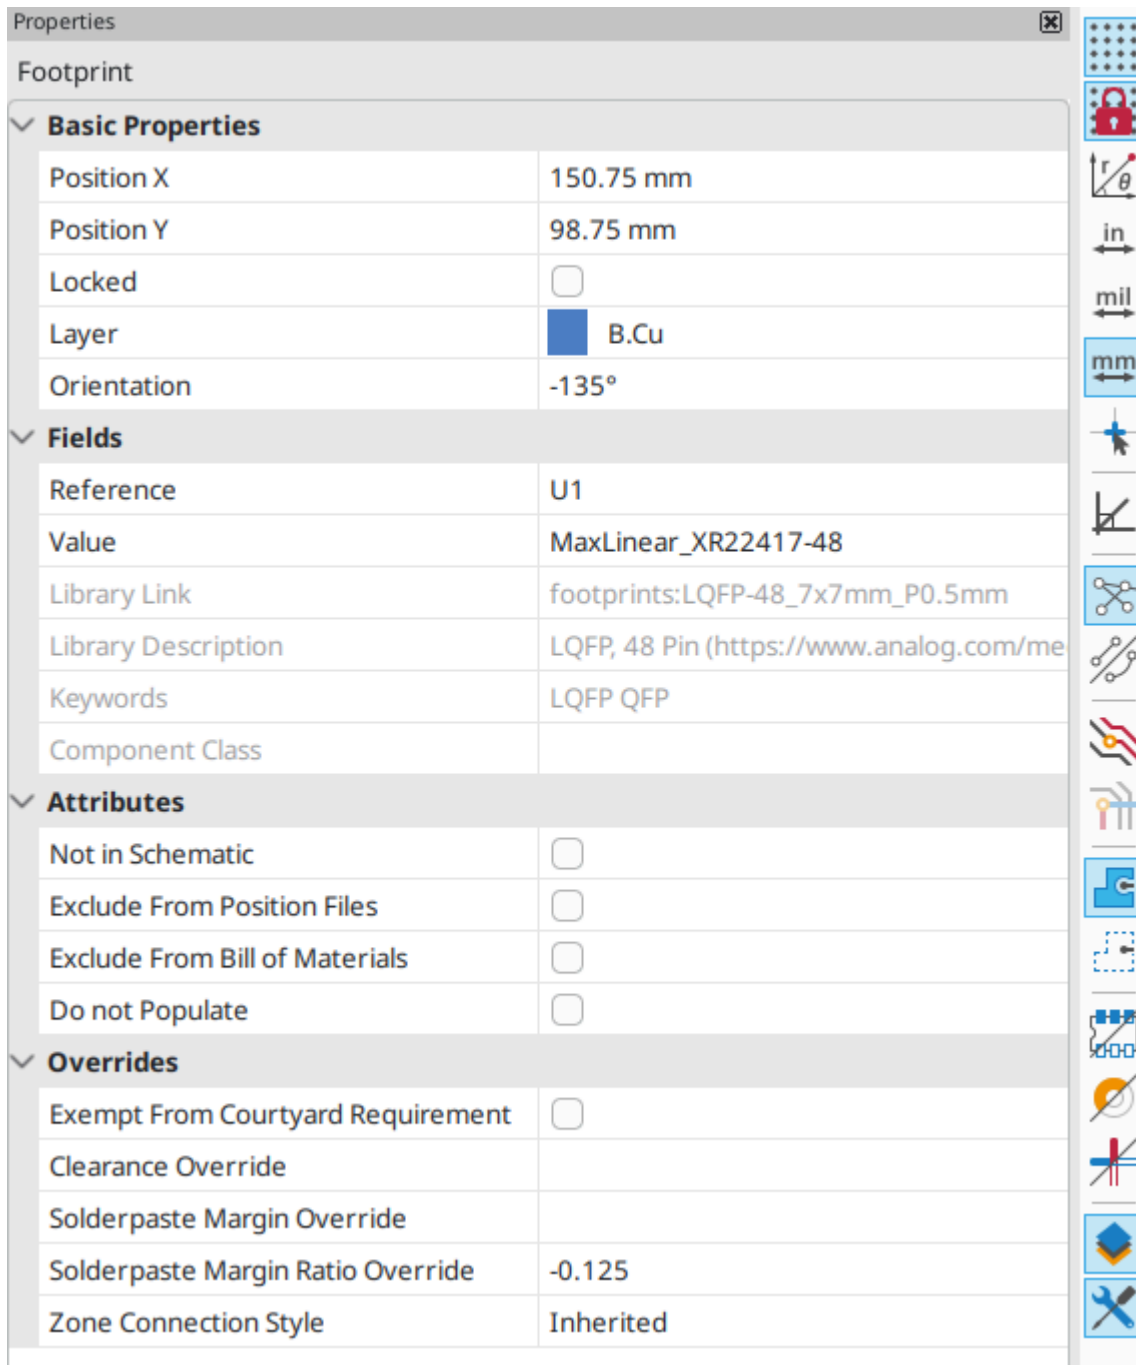 Properties
Footprint
Basic Properties
Position X 150.75 mm
Position Y 98.75 mm
Locked
Layer B.Cu
Orientation -135°
Fields
Reference U1
Value MaxLinear_XR22417-48
Library Link footprints:LQFP-48_7x7mm_P0.5mm
Library Description LQFP, 48 Pin (https://www.analog.com/me
Keywords LQFP QFP
Component Class
Attributes
Not in Schematic
Exclude From Position Files
Exclude From Bill of Materials
Do not Populate
Overrides
Exempt From Courtyard Requirement
Clearance Override
Solderpaste Margin Override
Solderpaste Margin Ratio Override -0.125
Zone Connection Style Inherited
r
θ
in
mil
mm